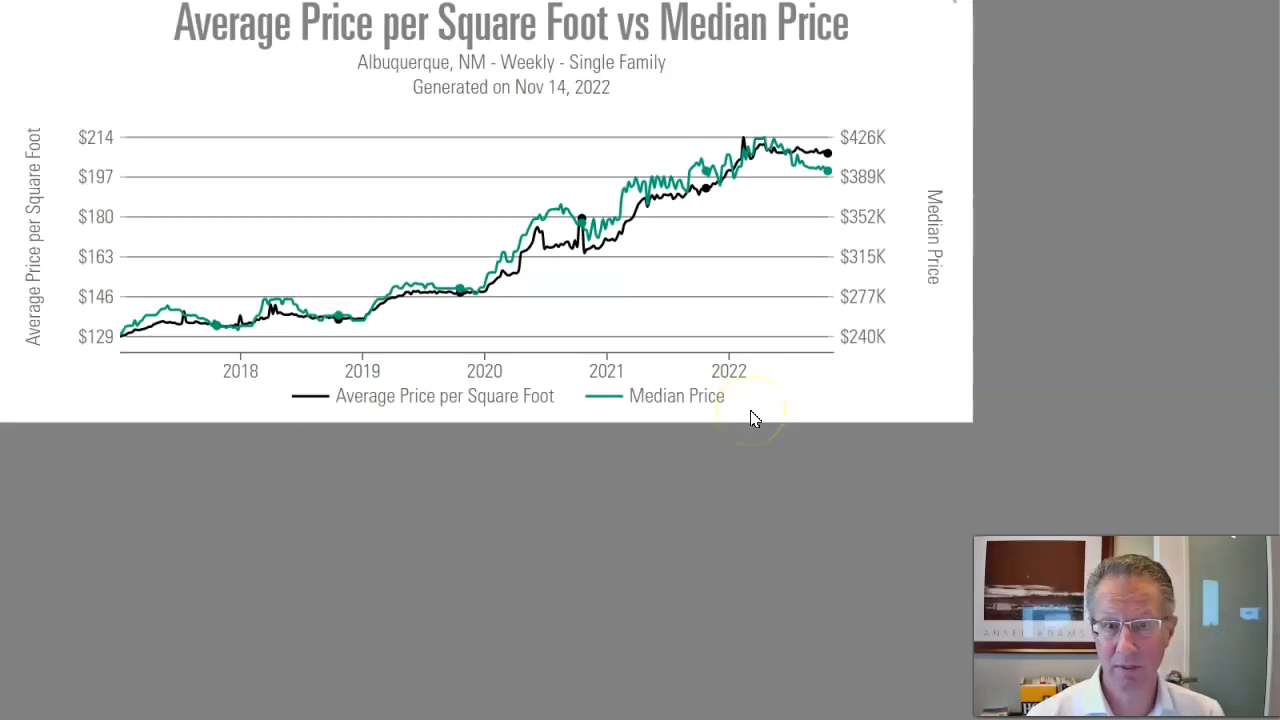 Average Price per Square Foot vs Median Price
Albuquerque, NM - Weekly - Single Family
Generated on Nov 14, 2022
Average Price per Square Foot
$214
$197
$180
$163
$146
$129
$426K
$389K
$352K
$315K
$277K
$240K
Median Price
2018 2019 2020 2021 2022
Average Price per Square Foot Median Price
ANSEL ADAMS